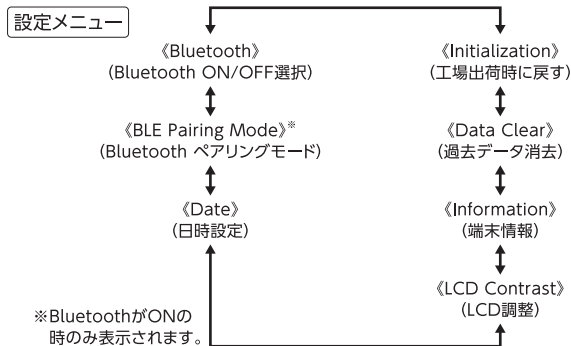 設定メニュー
《Bluetooth》
(Bluetooth ON/OFF選択)
《BLE Pairing Mode》※
(Bluetooth ペアリングモード)
《Date》
(日時設定)
※BluetoothがONの
時のみ表示されます。
《Initialization》
(工場出荷時に戻す)
《Data Clear》
(過去データ消去)
《Information》
(端末情報)
《LCD Contrast》
(LCD調整)